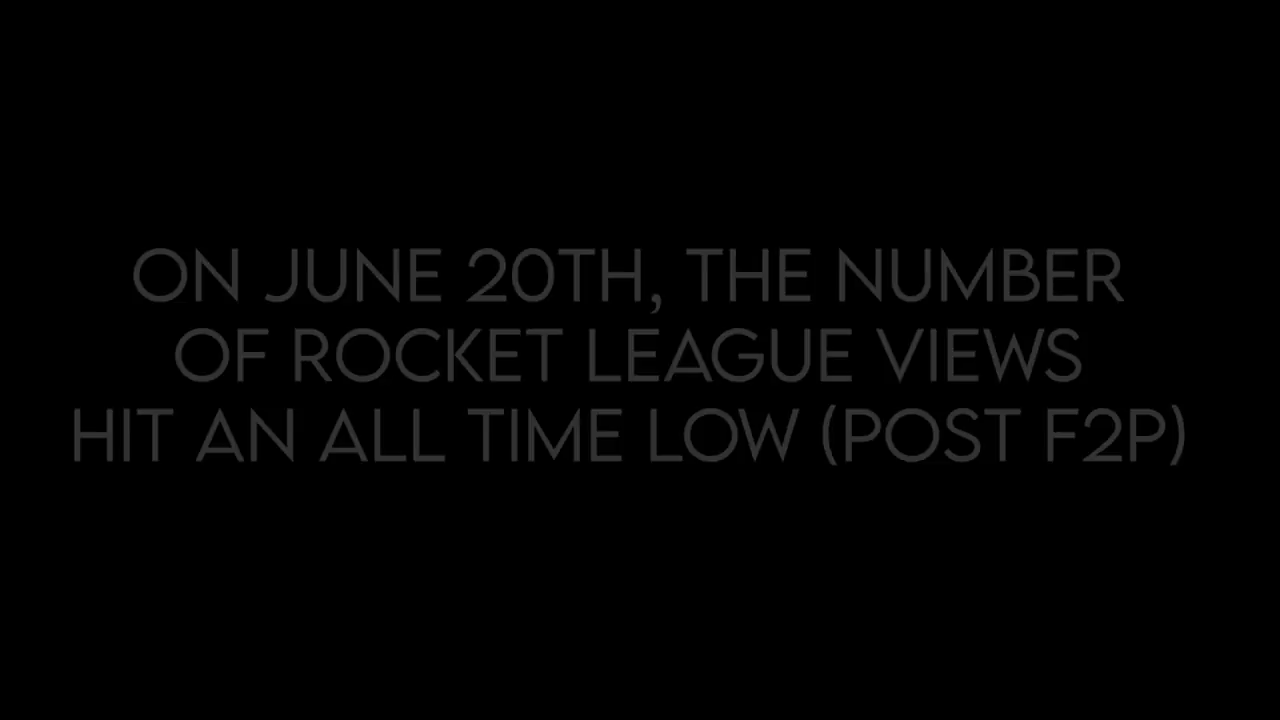 ON JUNE 20TH, THE NUMBER
OF ROCKET LEAGUE VIEWS
HIT AN ALL TIME LOW (POST F2P)